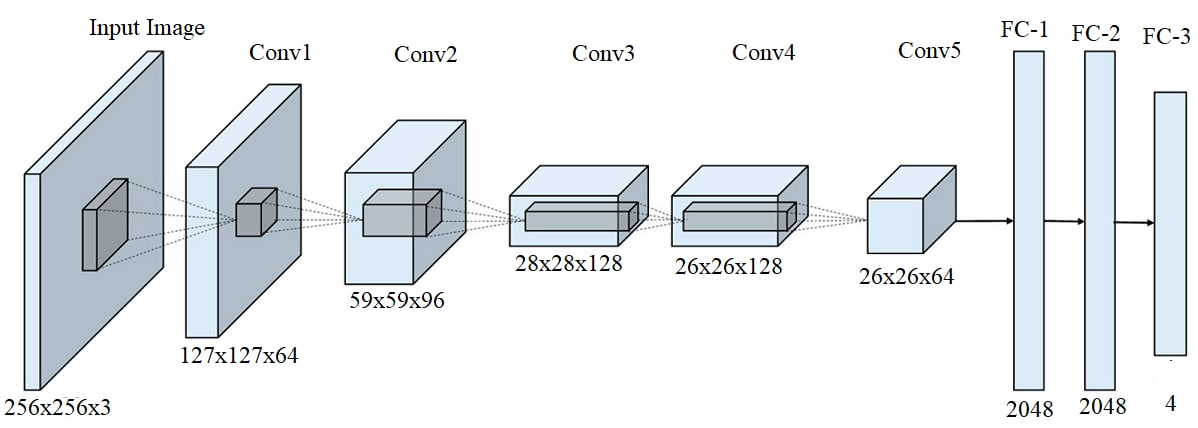 Input Image
Conv1
Conv2
Conv3
Conv4
Conv5
FC-1
FC-2
FC-3
256x256x3
127x127x64
59x59x96
28x28x128
26x26x128
26x26x64
2048
2048
4